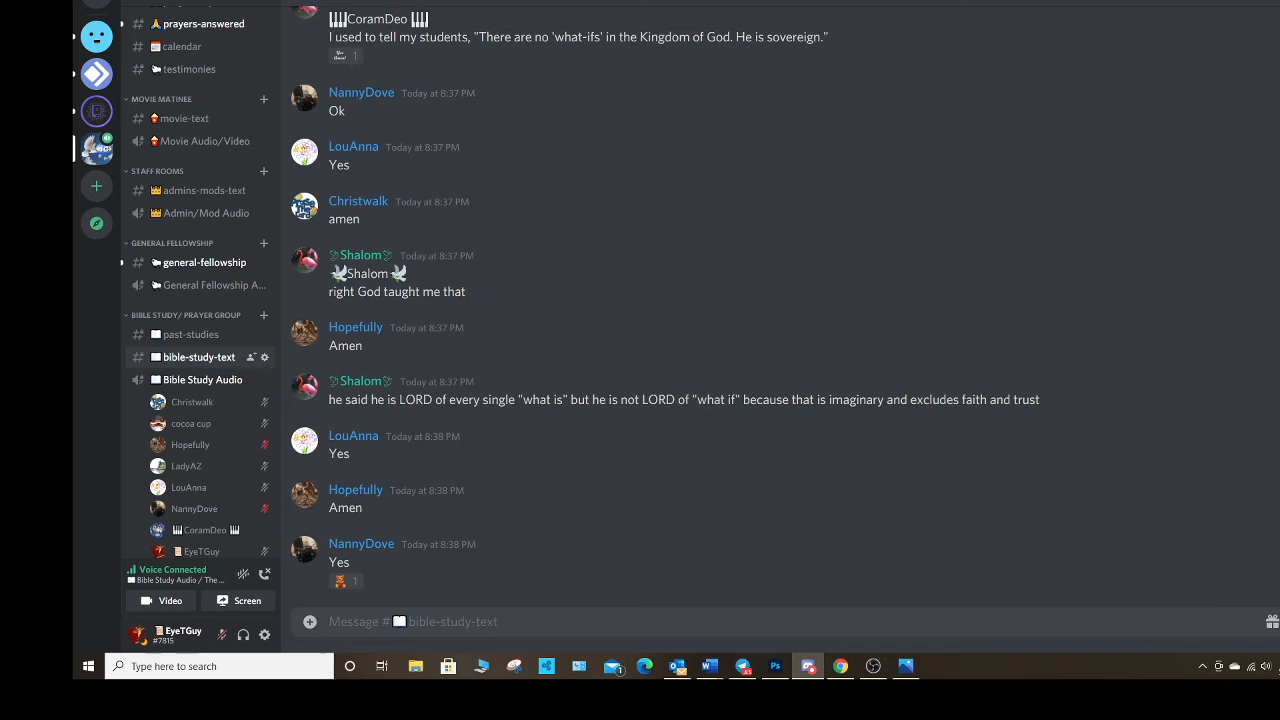 prayers-answered
calendar
testimonies
MOVIE MATINEE
movie-text
Movie Audio/Video
STAFF ROOMS
admins-mods-text
Admin/Mod Audio
GENERAL FELLOWSHIP
general-fellowship
General Fellowship A...
BIBLE STUDY/ PRAYER GROUP
past-studies
bible-study-text
Bible Study Audio
Christwalk
cocoa cup
Hopefully
LadyAZ
LouAnna
NannyDove
CoramDeo
EyeTGuy
Voice Connected
Bible Study Audio / The ...
Video
Screen
EyeTGuy
#7815
CoramDeo
I used to tell my students, "There are no 'what-ifs' in the Kingdom of God. He is sovereign."
1
NannyDove Today at 8:37 PM
Ok
LouAnna Today at 8:37 PM
Yes
Christwalk Today at 8:37 PM
amen
Shalom Today at 8:37 PM
Shalom
right God taught me that
Hopefully Today at 8:37 PM
Amen
Shalom Today at 8:37 PM
he said he is LORD of every single "what is" but he is not LORD of "what if" because that is imaginary and excludes faith and trust
LouAnna Today at 8:38 PM
Yes
Hopefully Today at 8:38 PM
Amen
NannyDove Today at 8:38 PM
Yes
1
Message # bible-study-text
Type here to search